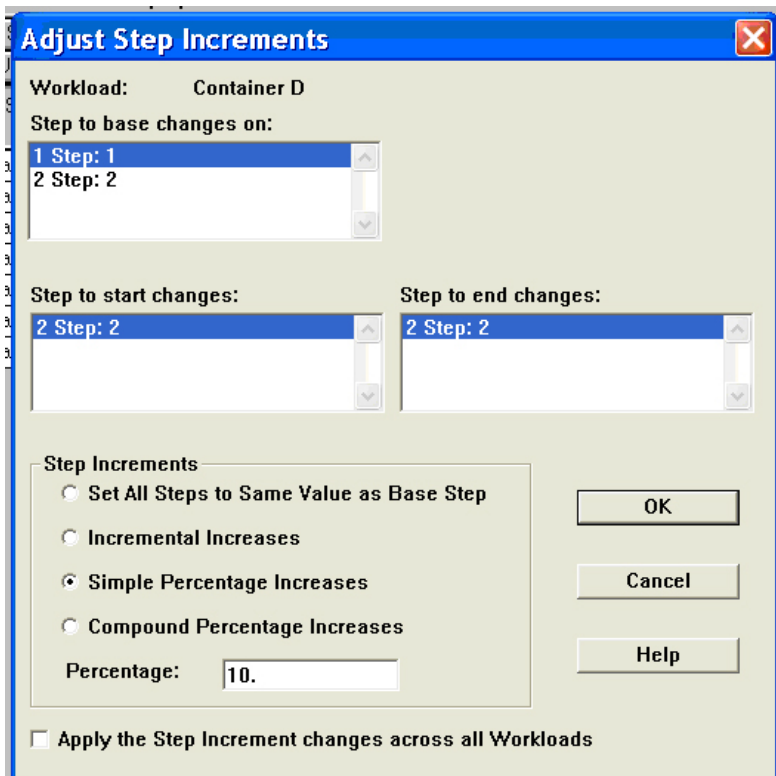 Adjust Step Increments
Workload: Container D
Step to base changes on:
1 Step: 1
2 Step: 2
Step to start changes: Step to end changes:
2 Step: 2 2 Step: 2
Step Increments
Set All Steps to Same Value as Base Step
OK
Incremental Increases
Simple Percentage Increases
Cancel
Compound Percentage Increases
Help
Percentage: 10.
Apply the Step Increment changes across all Workloads